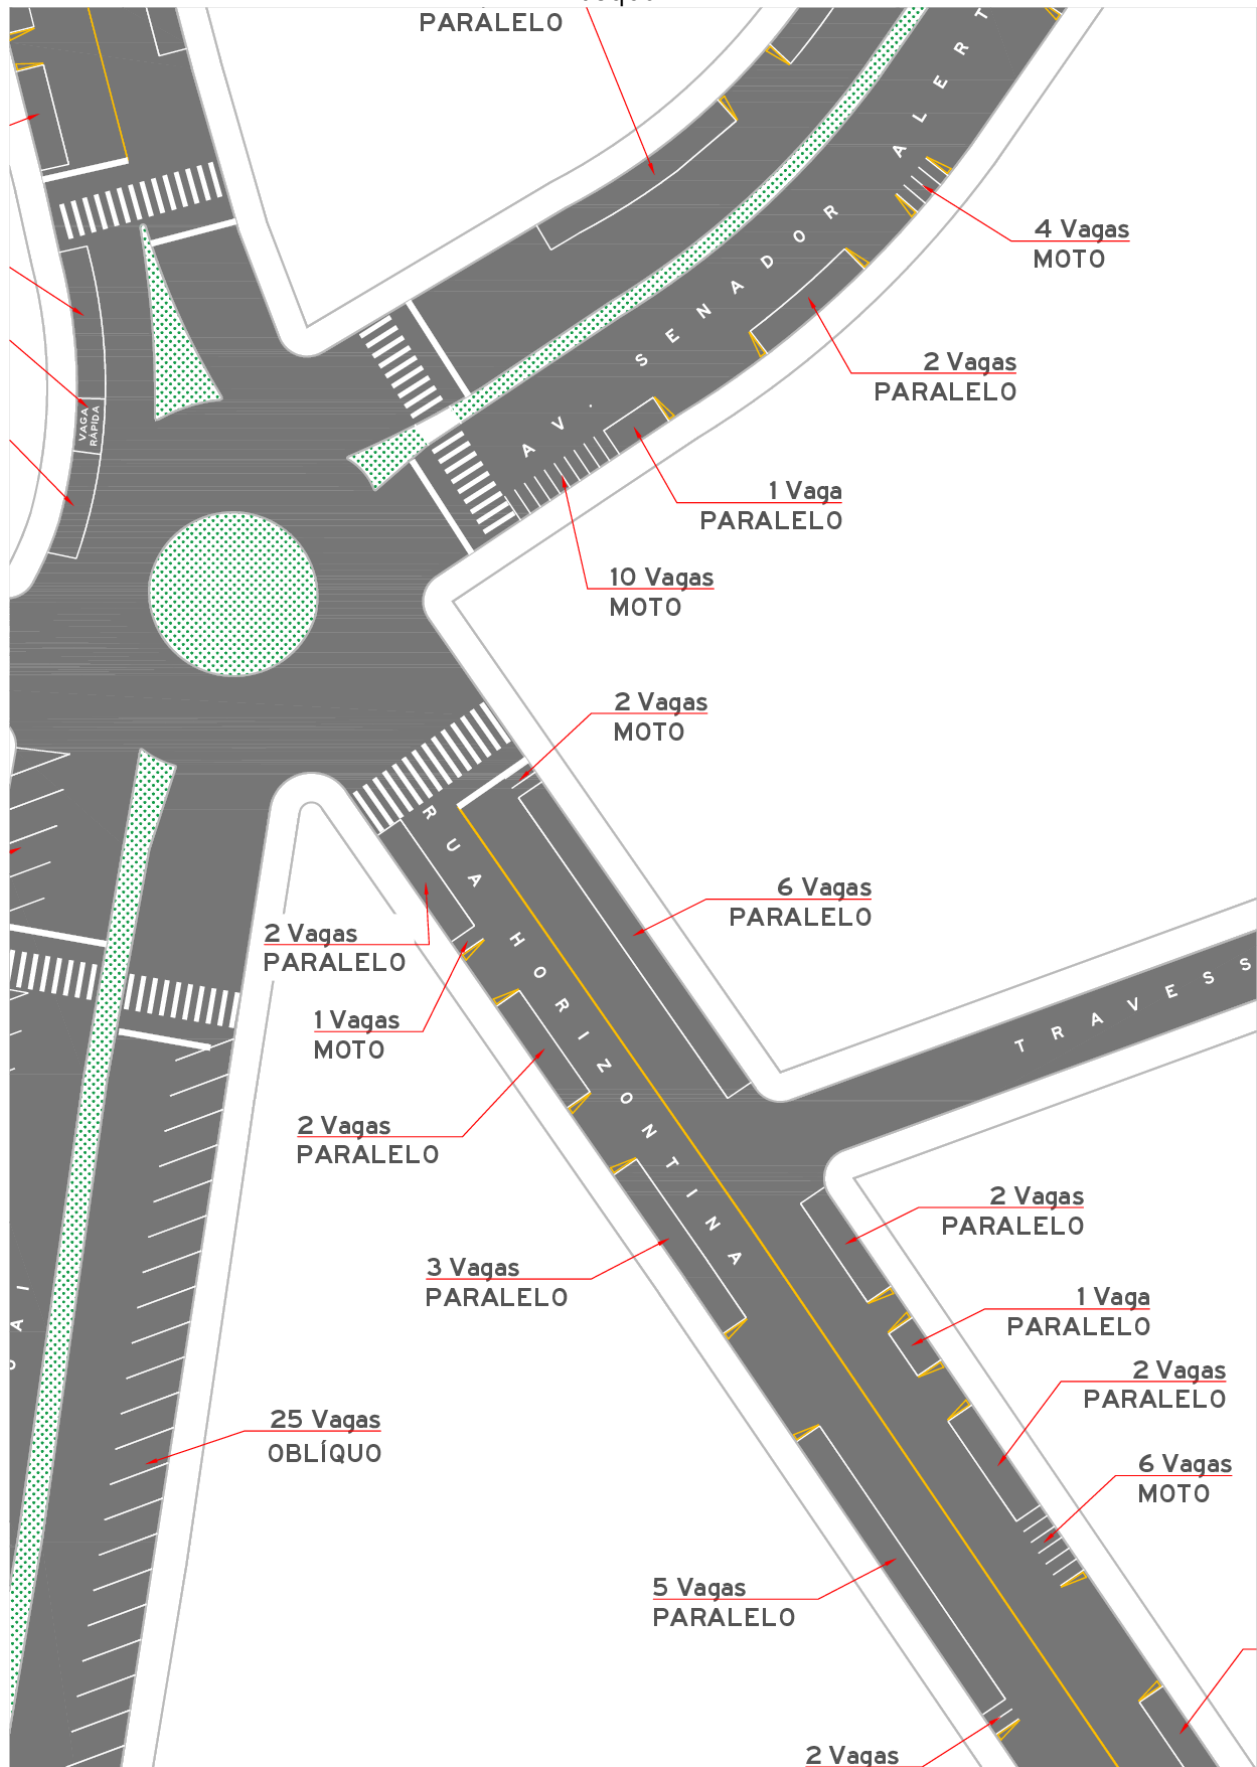 PARALELO
4 Vagas
MOTO
2 Vagas
PARALELO
AV. SENADOR ALERT
VAGA
RÁPIDA
1 Vaga
PARALELO
10 Vagas
MOTO
2 Vagas
MOTO
RUA HORIZONTINA
6 Vagas
PARALELO
2 Vagas
PARALELO
TRAVESS
1 Vagas
MOTO
2 Vagas
PARALELO
2 Vagas
PARALELO
3 Vagas
PARALELO
1 Vaga
PARALELO
2 Vagas
PARALELO
25 Vagas
OBLÍQUO
6 Vagas
MOTO
5 Vagas
PARALELO
2 Vagas